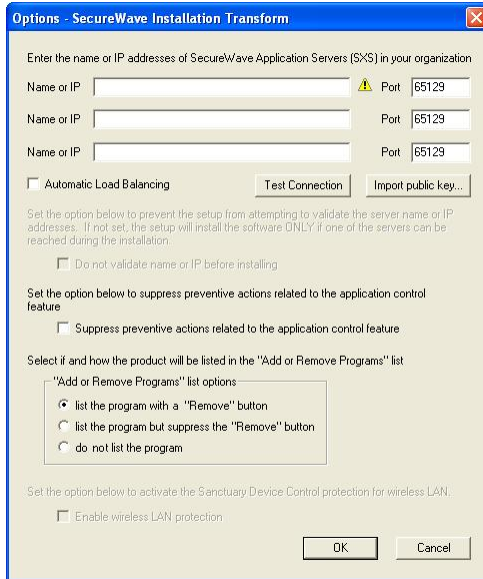 Options - SecureWave Installation Transform
Enter the name or IP addresses of SecureWave Application Servers (SXS) in your organization
Name or IP Port 65129
Name or IP Port 65129
Name or IP Port 65129
Automatic Load Balancing Test Connection Import public key...
Set the option below to prevent the setup from attempting to validate the server name or IP
addresses. If not set, the setup will install the software ONLY if one of the servers can be
reached during the installation.
Do not validate name or IP before installing
Set the option below to suppress preventive actions related to the application control
feature
Suppress preventive actions related to the application control feature
Select if and how the product will be listed in the "Add or Remove Programs" list
"Add or Remove Programs" list options
list the program with a "Remove" button
list the program but suppress the "Remove" button
do not list the program
Set the option below to activate the Sanctuary Device Control protection for wireless LAN.
Enable wireless LAN protection
OK Cancel